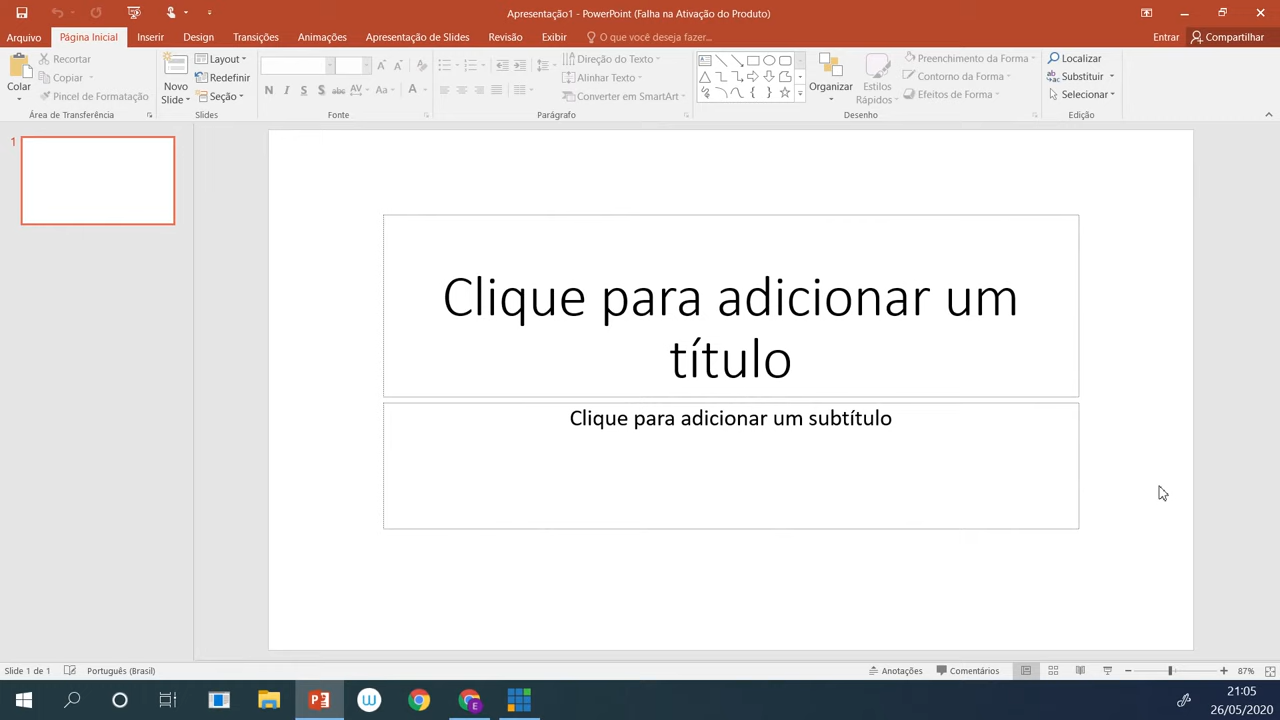 Apresentação1 - PowerPoint (Falha na Ativação do Produto)
Arquivo Página Inicial Inserir Design Transições Animações Apresentação de Slides Revisão Exibir O que você deseja fazer... Entrar Compartilhar
Colar
Recortar
Copiar
Pincel de Formatação
Área de Transferência
Novo
Slide
Layout
Redefinir
Seção
Slides
N I S S abc AV Aa A
Fonte
Direção do Texto
Alinhar Texto
Converter em SmartArt
Parágrafo
Organizar
Estilos
Rápidos
Preenchimento da Forma
Contorno da Forma
Efeitos de Forma
Desenho
Localizar
Substituir
Selecionar
Edição
1
Clique para adicionar um
título
Clique para adicionar um subtítulo
Slide 1 de 1 Português (Brasil) Anotações Comentários 87%
21:05
26/05/2020